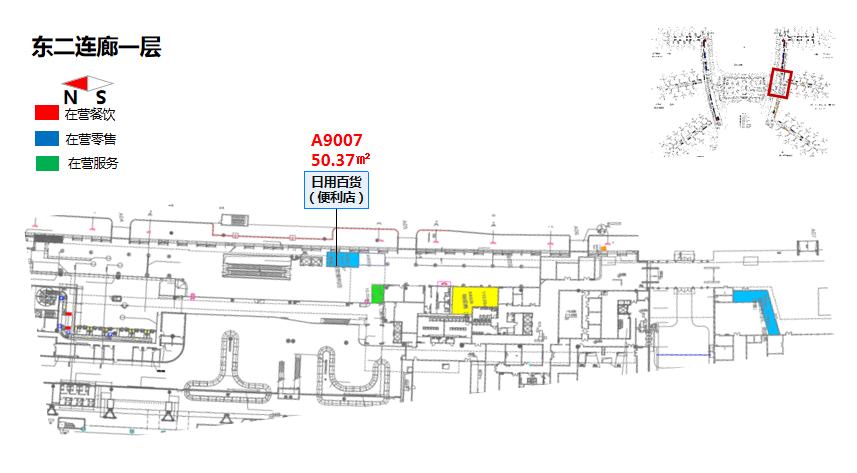 东二连廊一层
N S
在营餐饮
在营零售
在营服务
A9007
50.37㎡
日用百货
（便利店）